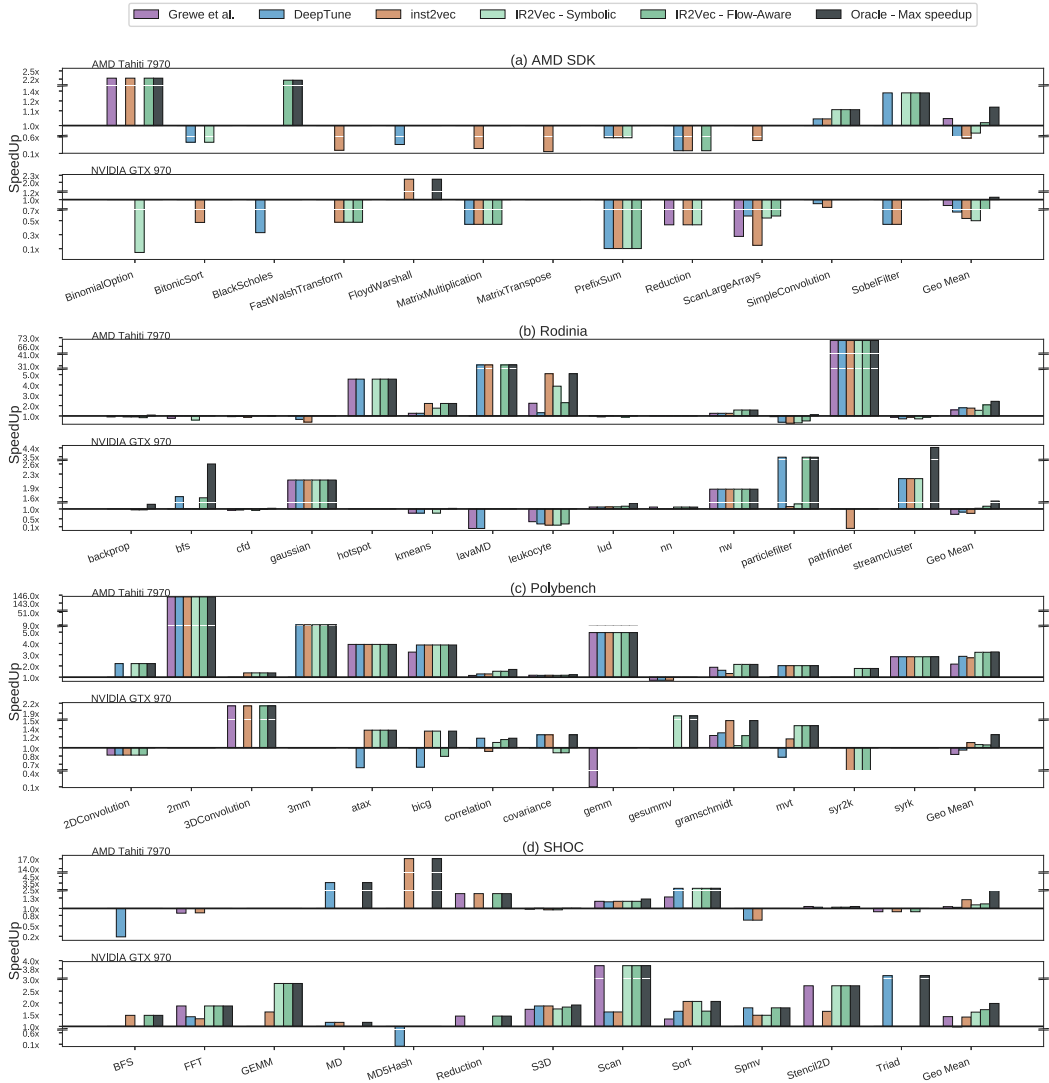 Grewe et al. DeepTune inst2vec IR2Vec - Symbolic IR2Vec - Flow-Aware Oracle - Max speedup
(a) AMD SDK
AMD Tahiti 7970
2.5x
2.2x
1.4x
1.2x
1.1x
1.0x
0.6x
0.1x
SpeedUp
NVIDIA GTX 970
2.3x
2.0x
1.2x
1.0x
0.7x
0.5x
0.3x
0.1x
BinomialOption BitonicSort BlackScholes FastWalshTransform FloydWarshall MatrixMultiplication MatrixTranspose PrefixSum Reduction ScanLargeArrays SimpleConvolution SobelFilter Geo Mean
(b) Rodinia
AMD Tahiti 7970
73.0x
66.0x
41.0x
31.0x
5.0x
4.0x
3.0x
2.0x
1.0x
SpeedUp
NVIDIA GTX 970
4.4x
3.5x
2.6x
2.3x
1.9x
1.6x
1.0x
0.5x
0.1x
backprop bfs cfd gaussian hotspot kmeans lavaMD leukocyte lud nn nw particlefilter pathfinder streamcluster Geo Mean
(c) Polybench
AMD Tahiti 7970
146.0x
143.0x
51.0x
9.0x
5.0x
4.0x
3.0x
2.0x
1.0x
SpeedUp
NVIDIA GTX 970
2.2x
1.9x
1.5x
1.2x
1.0x
0.8x
0.7x
0.4x
0.1x
2DConvolution 2mm 3DConvolution 3mm atax bicg correlation covariance gemm gesummv gramschmidt mvt syr2k syrk Geo Mean
(d) SHOC
AMD Tahiti 7970
17.0x
14.0x
4.5x
3.5x
2.5x
1.0x
0.8x
0.5x
0.2x
SpeedUp
NVIDIA GTX 970
4.0x
3.8x
3.0x
2.5x
1.5x
1.0x
0.6x
0.1x
BFS FFT GEMM MD MD5Hash Reduction S3D Scan Sort Spmv Stencil2D Triad Geo Mean